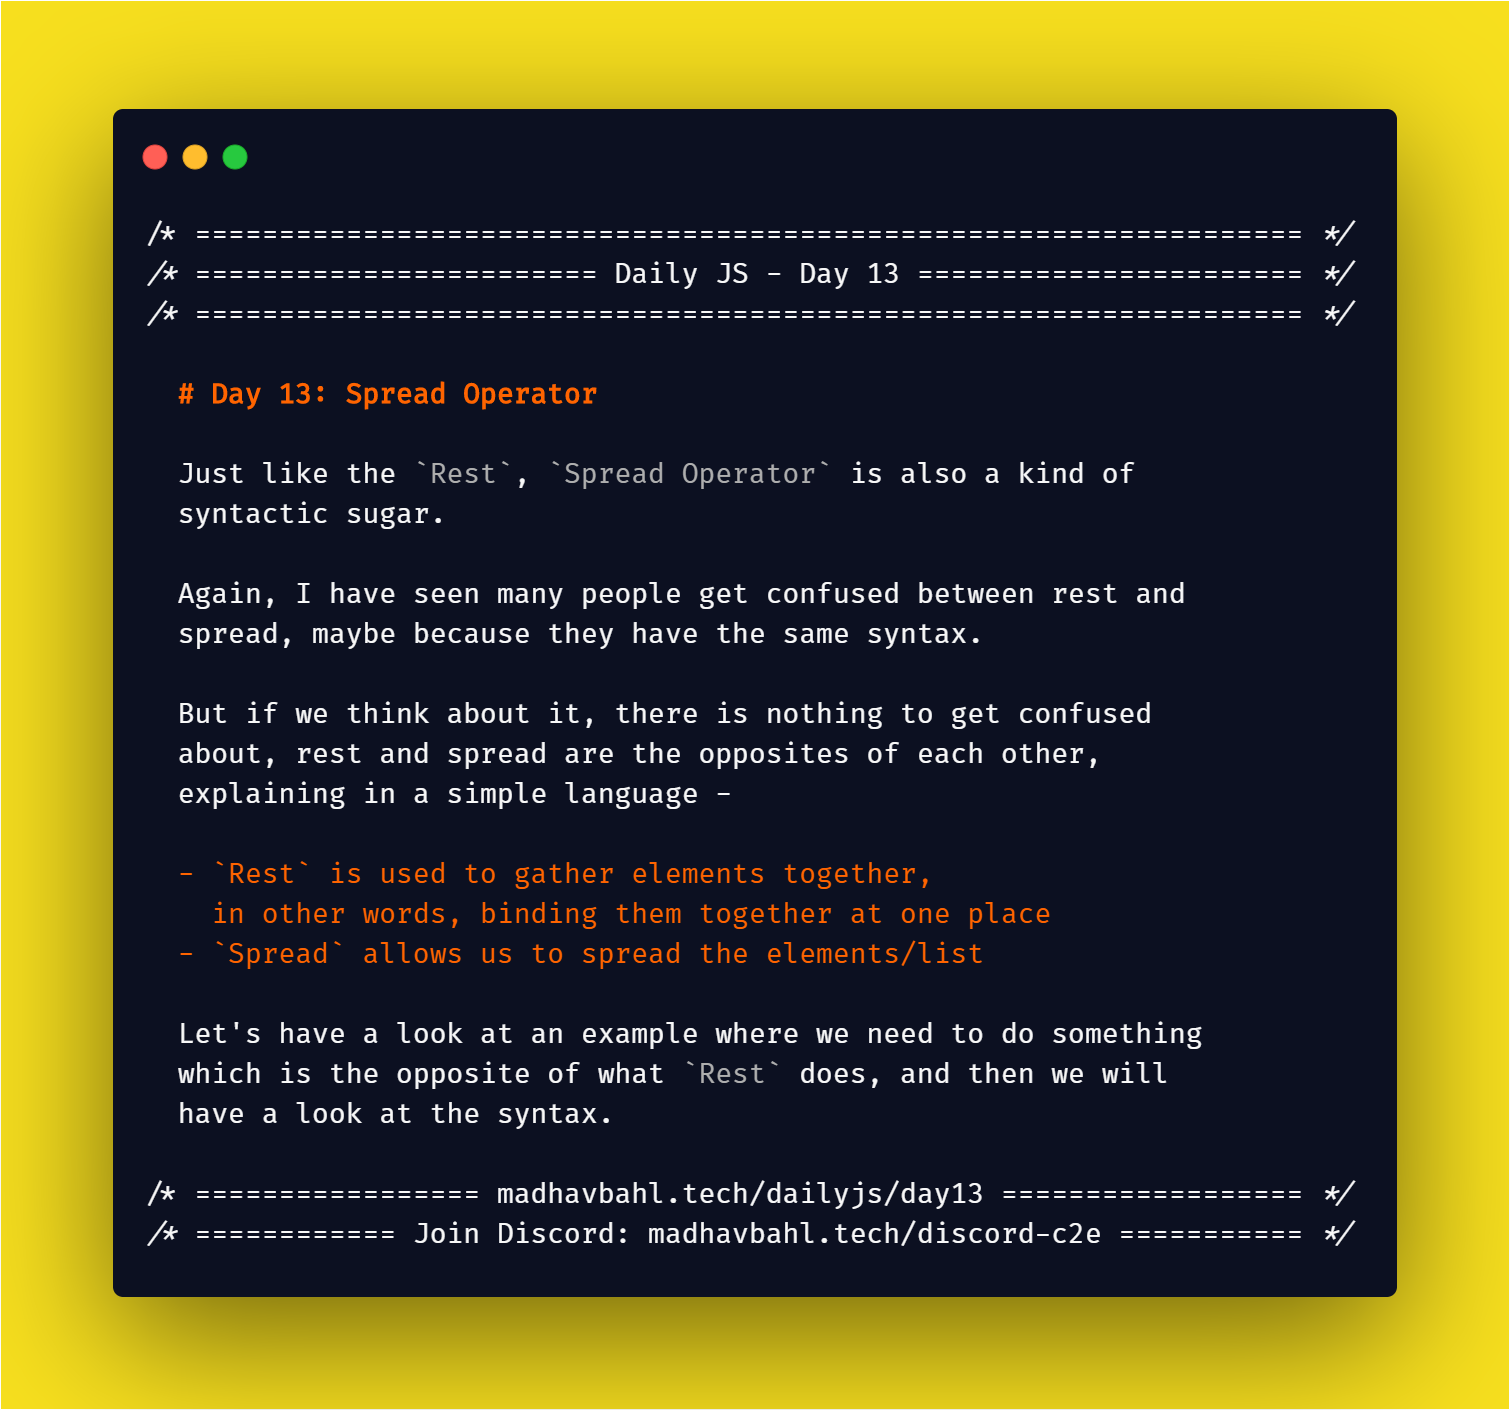 /* ================================================================== */
/* ======================== Daily JS - Day 13 ======================= */
/* ================================================================== */
# Day 13: Spread Operator
Just like the `Rest`, `Spread Operator` is also a kind of
syntactic sugar.
Again, I have seen many people get confused between rest and
spread, maybe because they have the same syntax.
But if we think about it, there is nothing to get confused
about, rest and spread are the opposites of each other,
explaining in a simple language -
- `Rest` is used to gather elements together,
in other words, binding them together at one place
- `Spread` allows us to spread the elements/list
Let's have a look at an example where we need to do something
which is the opposite of what `Rest` does, and then we will
have a look at the syntax.
/* ================= madhavbahl.tech/dailyjs/day13 ================== */
/* ============ Join Discord: madhavbahl.tech/discord-c2e =========== */